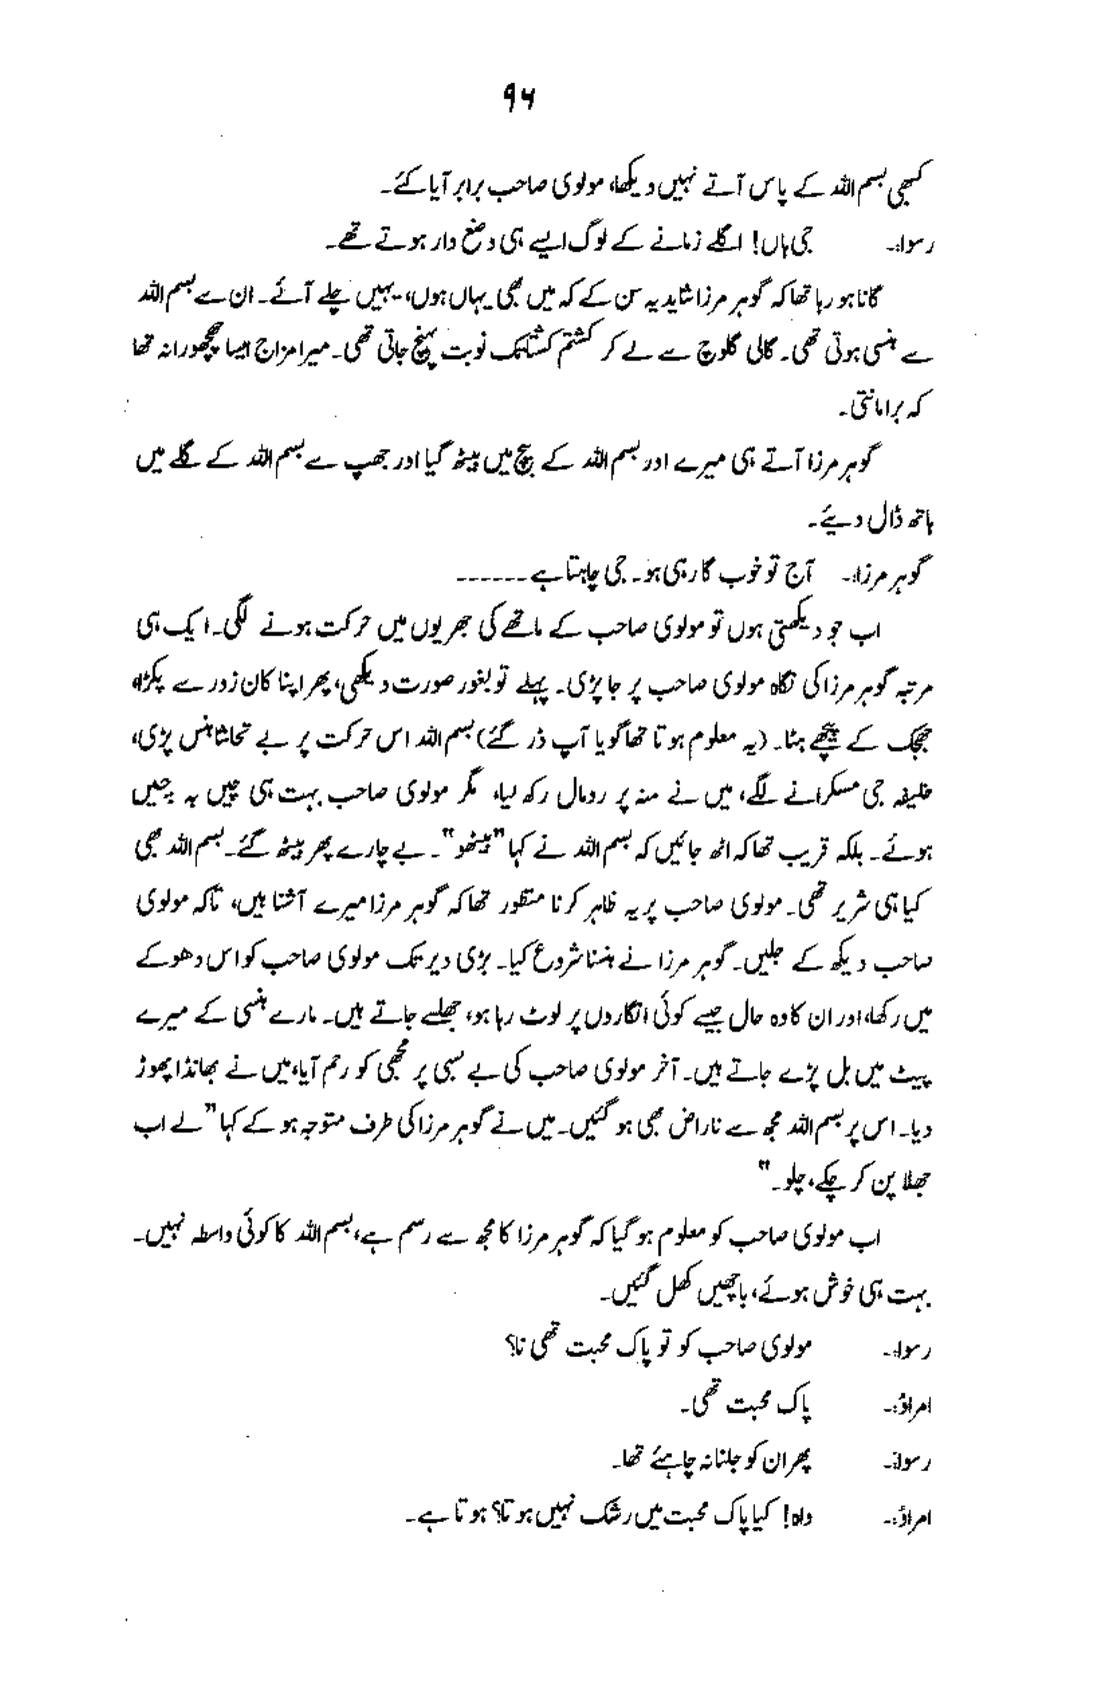 ۹۴
کبھی بسم اللہ کے پاس آتے نہیں دیکھا، مولوی صاحب برابر آیا کئے۔
رسوا:۔ جی ہاں! اگلے زمانے کے لوگ ایسے ہی وضع دار ہوتے تھے۔
گانا ہو رہا تھا کہ گوہر مرزا شاید یہ سن کے کہ میں بھی یہاں ہوں، یہیں چلے آئے۔ ان سے بسم اللہ
سے ہنسی ہوتی تھی۔ گالی گلوچ سے لے کر کشتم کشتا تک نوبت پہنچ جاتی تھی۔ میرا مزاج ایسا چھچھورا نہ تھا
کہ برا مانتی۔
گوہر مرزا آتے ہی میرے اور بسم اللہ کے بیچ میں بیٹھ گیا اور جھپ سے بسم اللہ کے گلے میں
ہاتھ ڈال دیئے۔
گوہر مرزا:۔ آج تو خوب گا رہی ہو۔ جی چاہتا ہے ------
اب جو دیکھتی ہوں تو مولوی صاحب کے ماتھے کی جھریوں میں حرکت ہونے لگی۔ ایک ہی
مرتبہ گوہر مرزا کی نگاہ مولوی صاحب پر جا پڑی۔ پہلے تو بغور صورت دیکھی، پھر اپنا کان زور سے پکڑا،
جھجک کے پیچھے ہٹا۔ (یہ معلوم ہوتا تھا گویا آپ ڈر گئے) بسم اللہ اس حرکت پر بے تحاشا ہنس پڑی،
خلیفہ جی مسکرانے لگے، میں نے منہ پر رومال رکھ لیا، مگر مولوی صاحب بہت ہی چیں بہ جبیں
ہوئے۔ بلکہ قریب تھا کہ اٹھ جائیں کہ بسم اللہ نے کہا "بیٹھو"۔ بے چارے پھر بیٹھ گئے۔ بسم اللہ بھی
کیا ہی شریر تھی۔ مولوی صاحب پر یہ ظاہر کرنا منظور تھا کہ گوہر مرزا میرے آشنا ہیں، تاکہ مولوی
صاحب دیکھ کے جلیں۔ گوہر مرزا نے ہنسنا شروع کیا۔ بڑی دیر تک مولوی صاحب کو اس دھوکے
میں رکھا، اور ان کا وہ حال جیسے کوئی انگاروں پر لوٹ رہا ہو، جھلسے جاتے ہیں۔ مارے ہنسی کے میرے
پیٹ میں بل پڑے جاتے ہیں۔ آخر مولوی صاحب کی بے بسی پر مجھی کو رحم آیا، میں نے بھانڈا پھوڑ
دیا۔ اس پر بسم اللہ مجھ سے ناراض بھی ہو گئیں۔ میں نے گوہر مرزا کی طرف متوجہ ہو کے کہا "لے اب
جھلا پن کر چکے، چلو۔"
اب مولوی صاحب کو معلوم ہو گیا کہ گوہر مرزا کا مجھ سے رسم ہے، بسم اللہ کا کوئی واسطہ نہیں۔
بہت ہی خوش ہوئے، باچھیں کھل گئیں۔
رسوا:۔ مولوی صاحب کو تو پاک محبت تھی نا؟
امراؤ:۔ پاک محبت تھی۔
رسوا:۔ پھر ان کو جلنا نہ چاہئے تھا۔
امراؤ:۔ واہ! کیا پاک محبت میں رشک نہیں ہوتا؟ ہوتا ہے۔